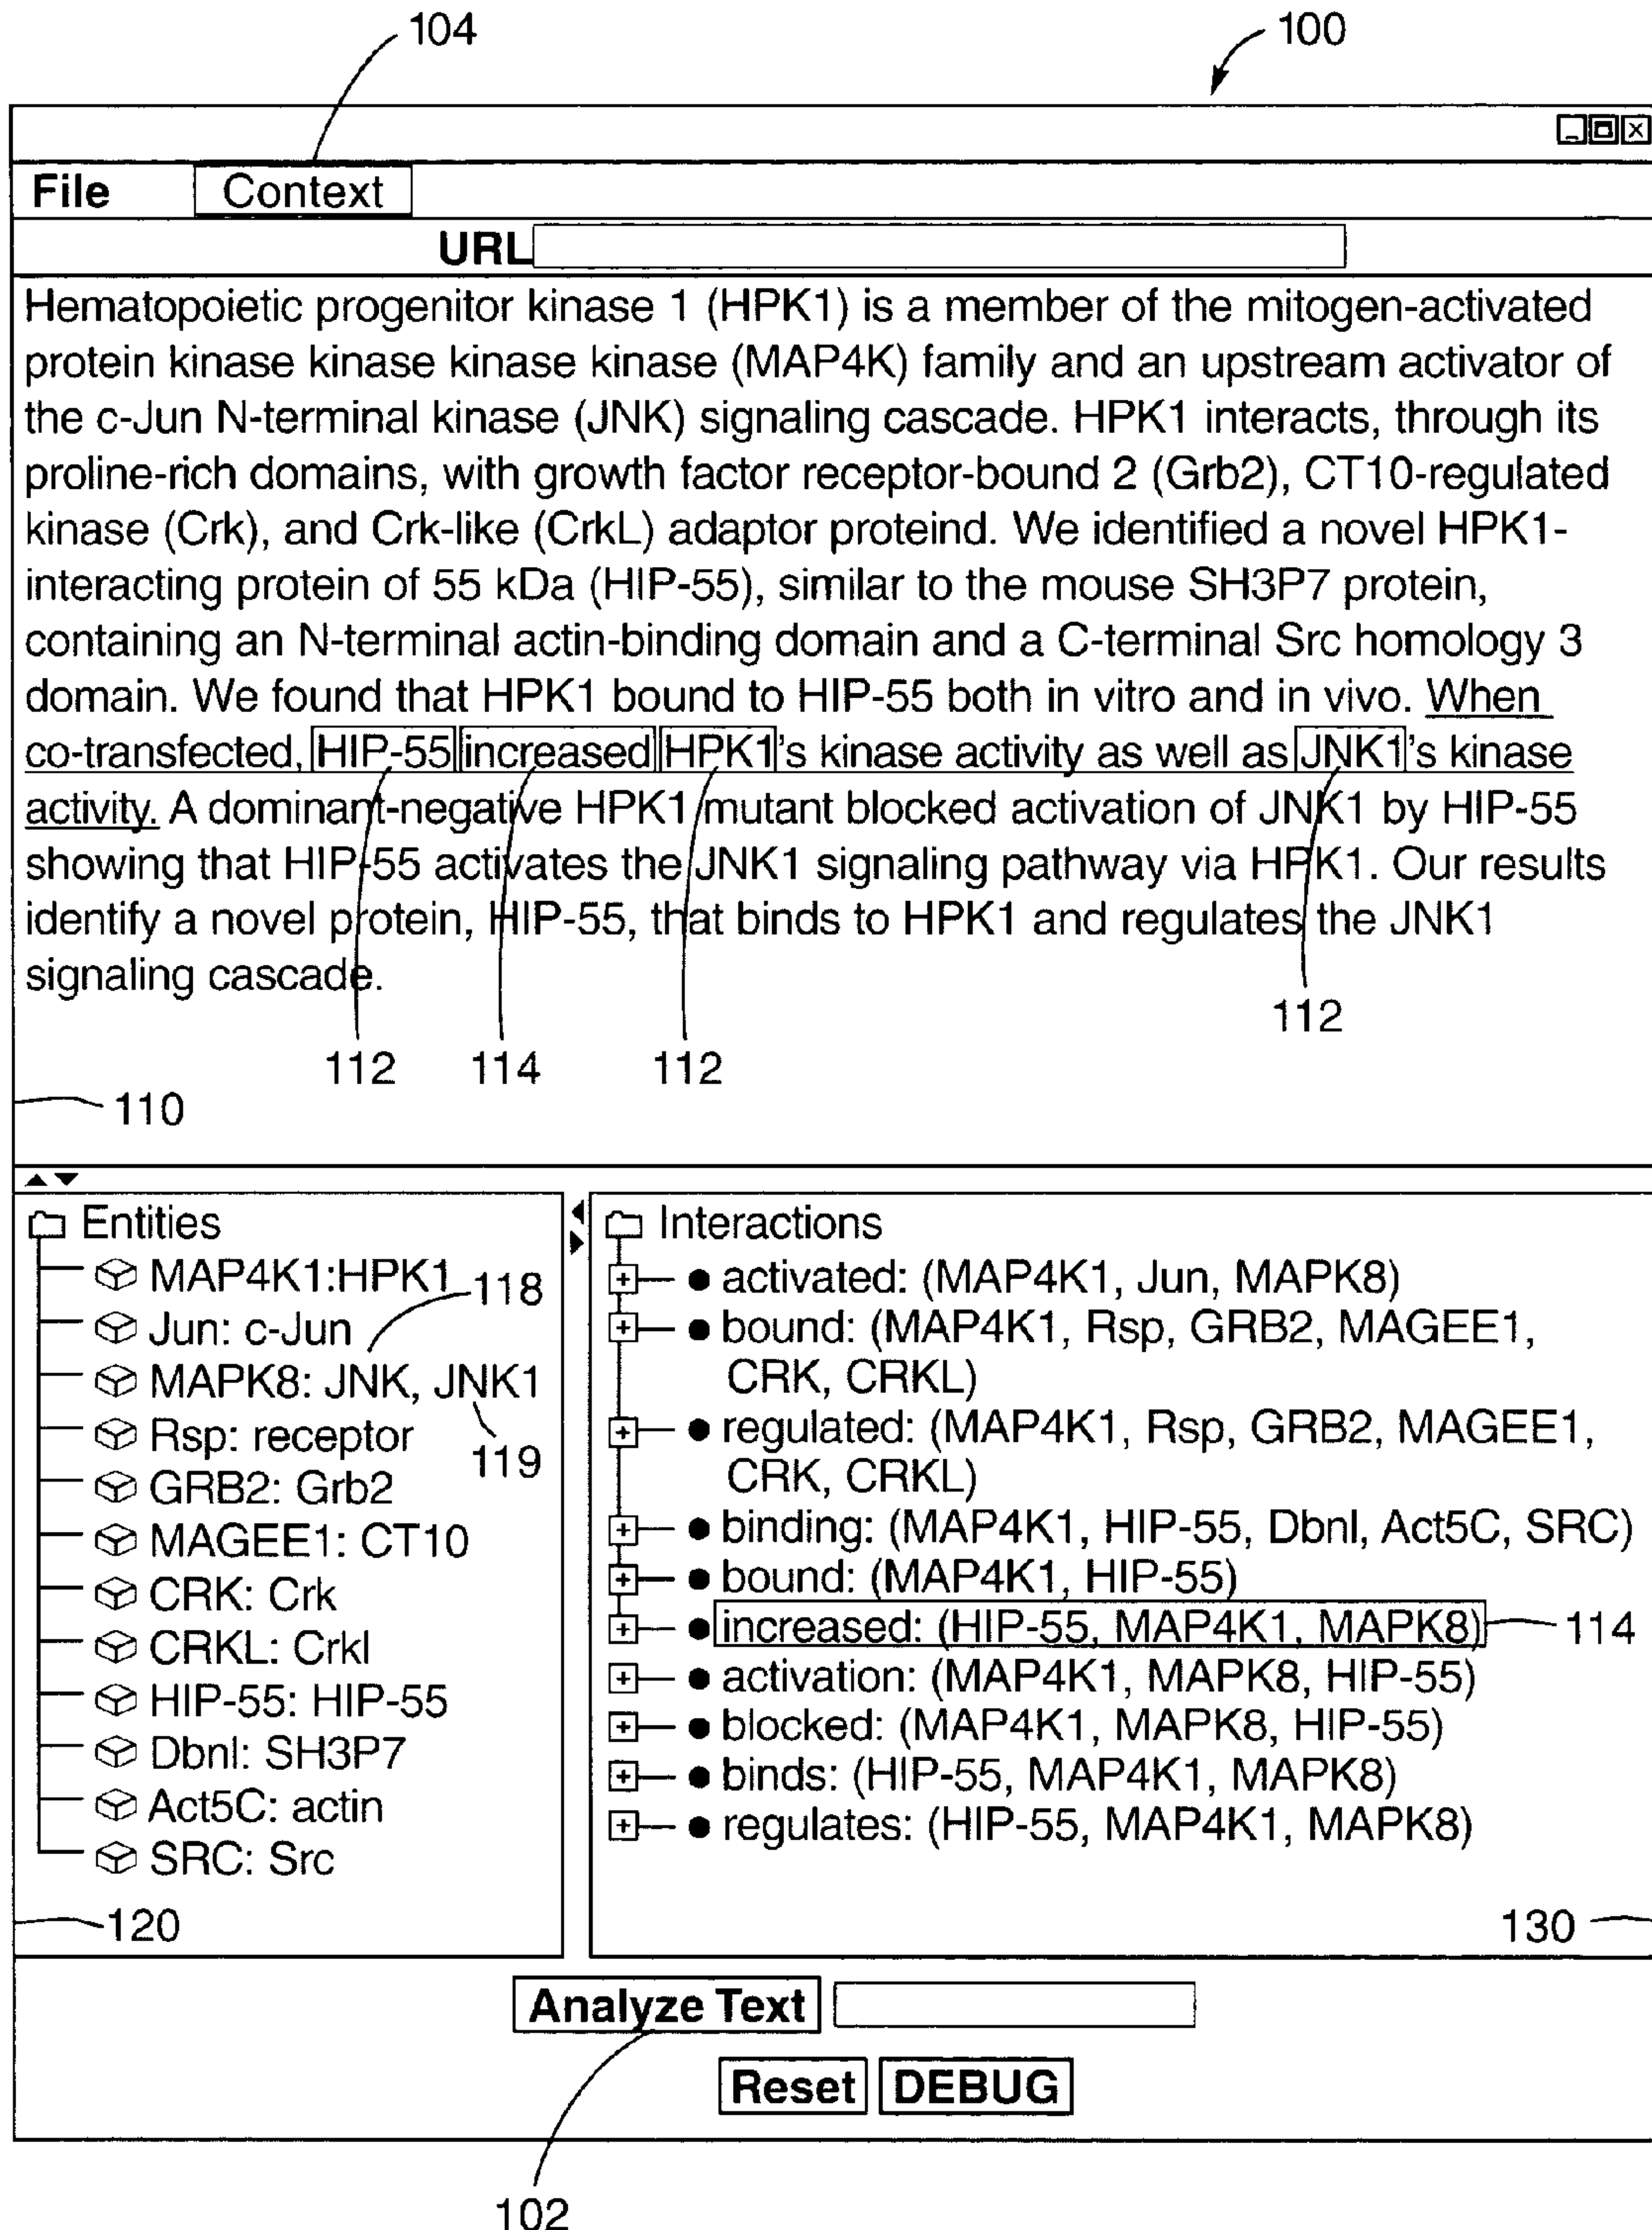 104
100
File Context
URL
Hematopoietic progenitor kinase 1 (HPK1) is a member of the mitogen-activated
protein kinase kinase kinase kinase (MAP4K) family and an upstream activator of
the c-Jun N-terminal kinase (JNK) signaling cascade. HPK1 interacts, through its
proline-rich domains, with growth factor receptor-bound 2 (Grb2), CT10-regulated
kinase (Crk), and Crk-like (CrkL) adaptor proteind. We identified a novel HPK1-
interacting protein of 55 kDa (HIP-55), similar to the mouse SH3P7 protein,
containing an N-terminal actin-binding domain and a C-terminal Src homology 3
domain. We found that HPK1 bound to HIP-55 both in vitro and in vivo. When
co-transfected, HIP-55 increased HPK1's kinase activity as well as JNK1's kinase
activity. A dominant-negative HPK1 mutant blocked activation of JNK1 by HIP-55
showing that HIP-55 activates the JNK1 signaling pathway via HPK1. Our results
identify a novel protein, HIP-55, that binds to HPK1 and regulates the JNK1
signaling cascade.
112
112 114 112
110
Entities
MAP4K1:HPK1
118
Jun: c-Jun
MAPK8: JNK, JNK1
Rsp: receptor
119
GRB2: Grb2
MAGEE1: CT10
CRK: Crk
CRKL: Crkl
HIP-55: HIP-55
Dbnl: SH3P7
Act5C: actin
SRC: Src
120
Interactions
activated: (MAP4K1, Jun, MAPK8)
bound: (MAP4K1, Rsp, GRB2, MAGEE1,
CRK, CRKL)
regulated: (MAP4K1, Rsp, GRB2, MAGEE1,
CRK, CRKL)
binding: (MAP4K1, HIP-55, Dbnl, Act5C, SRC)
bound: (MAP4K1, HIP-55)
increased: (HIP-55, MAP4K1, MAPK8) 114
activation: (MAP4K1, MAPK8, HIP-55)
blocked: (MAP4K1, MAPK8, HIP-55)
binds: (HIP-55, MAP4K1, MAPK8)
regulates: (HIP-55, MAP4K1, MAPK8)
130
Analyze Text
Reset DEBUG
102